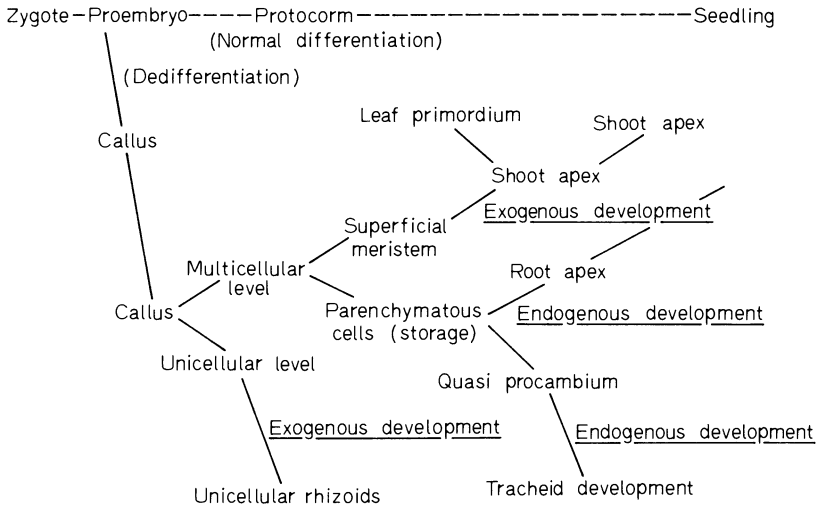 Zygote—Proembryo-----Protocorm--------------------Seedling
(Normal differentiation)
(Dedifferentiation)
Leaf primordium
Shoot apex
Callus
Shoot apex
Exogenous development
Superficial
meristem
Multicellular
level
Root apex
Callus
Parenchymatous
cells (storage)
Endogenous development
Unicellular level
Quasi procambium
Exogenous development
Endogenous development
Unicellular rhizoids
Tracheid development